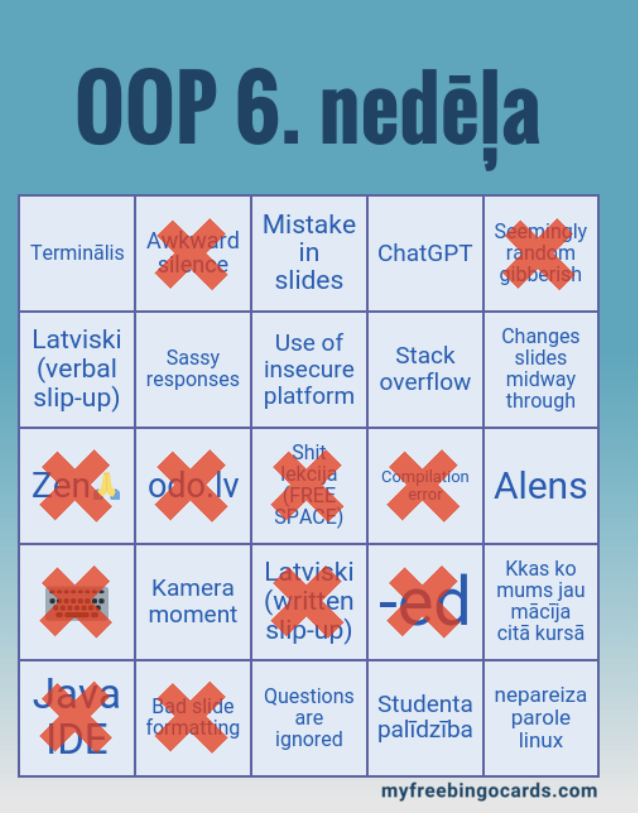 OOP 6. nedēļa
Terminālis
Awkward
silence
Mistake
in
slides
ChatGPT
Seemingly
random
gibberish
Latviski
(verbal
slip-up)
Sassy
responses
Use of
insecure
platform
Stack
overflow
Changes
slides
midway
through
Zen🙏
odo.lv
Shit
lekcija
(FREE
SPACE)
Compilation
error
Alens
Kamera
moment
Latviski
(written
slip-up)
-ed
Kkas ko
mums jau
mācīja
citā kursā
Java
IDE
Bad slide
formatting
Questions
are
ignored
Studenta
palīdzība
nepareiza
parole
linux
myfreebingocards.com